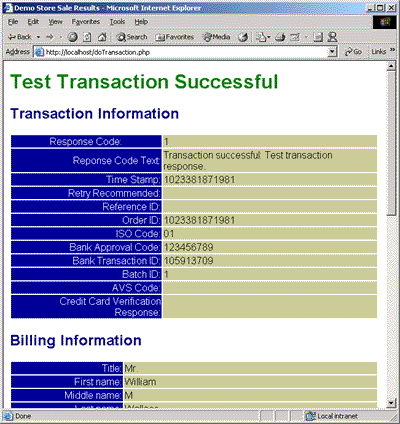 Demo Store Sale Results - Microsoft Internet Explorer
File Edit View Favorites Tools Help
Back Search Favorites Media
Address http://localhost/doTransaction.php Go Links »
Test Transaction Successful
Transaction Information
Response Code: 1
Reponse Code Text: Transaction successful: Test transaction
response.
Time Stamp: 1023381871981
Retry Recommended:
Reference ID:
Order ID: 1023381871981
ISO Code: 01
Bank Approval Code: 123456789
Bank Transaction ID: 105913709
Batch ID: 1
AVS Code:
Credit Card Verification
Response:
Billing Information
Title: Mr.
First name: William
Middle name: M
Last name: Wallace
Done Local intranet